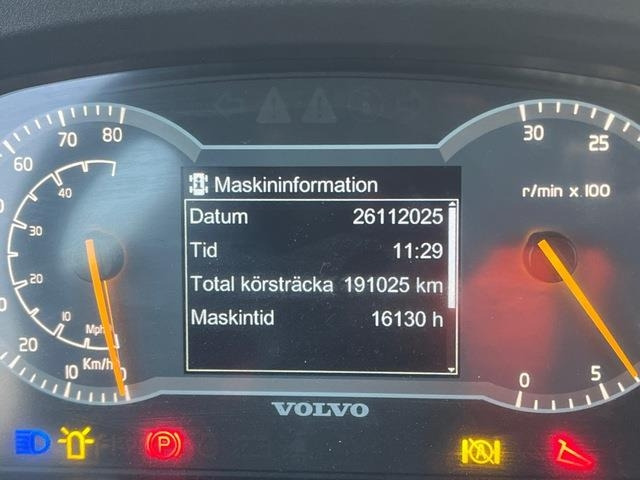 Maskininformation
Datum 26112025
Tid 11:29
Total körsträcka 191025 km
Maskintid 16130 h
80
70
60
40
30
20
10
Mph
20
10
0
Km/h
30
25
r/min x 100
0
5
VOLVO
P
A